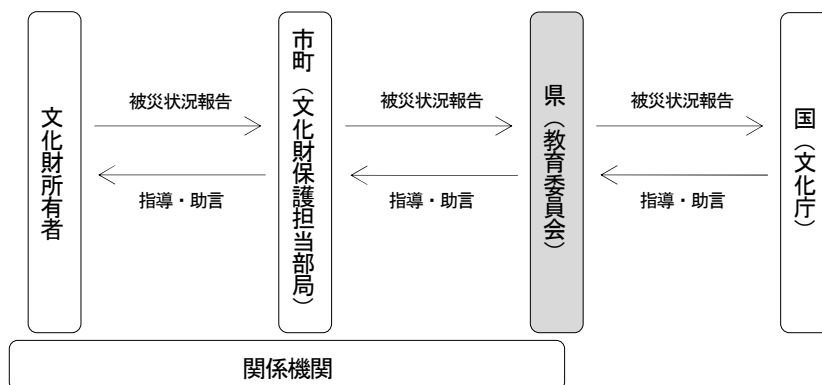 文化財所有者
被災状況報告
指導・助言
市町（文化財保護担当部局）
被災状況報告
指導・助言
県（教育委員会）
被災状況報告
指導・助言
国（文化庁）
関係機関